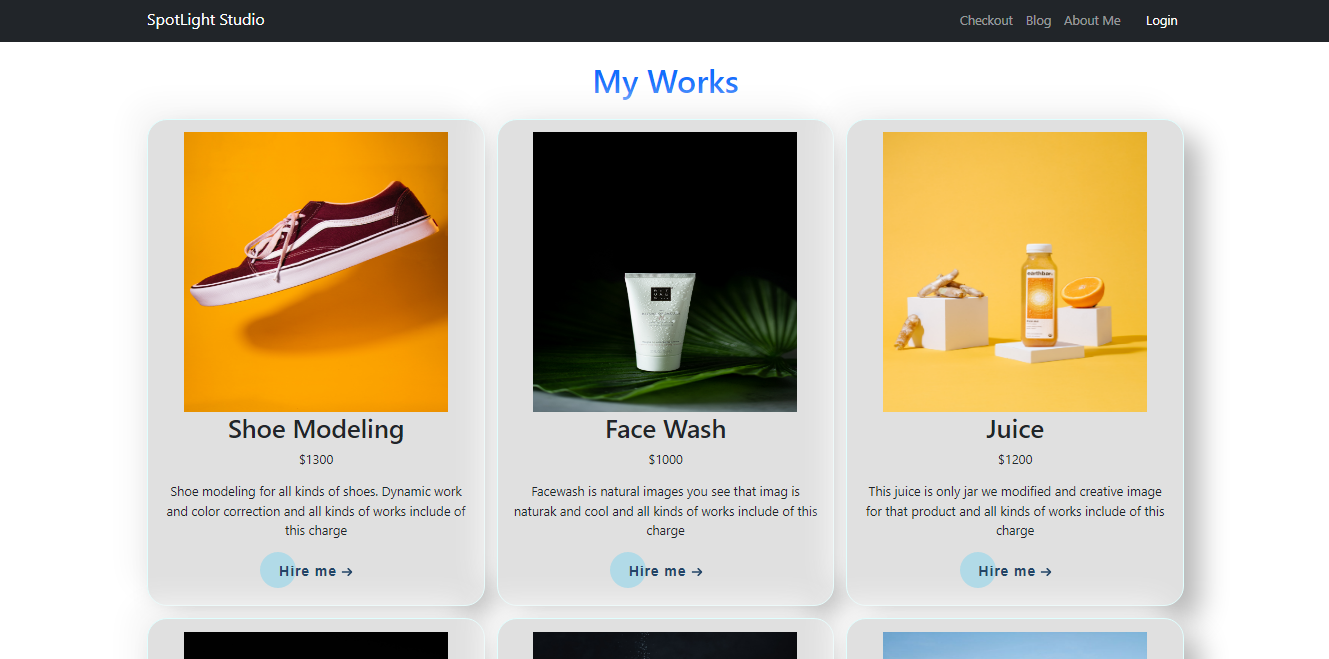 SpotLight Studio
Checkout Blog About Me Login
My Works
Shoe Modeling
$1300
Shoe modeling for all kinds of shoes. Dynamic work
and color correction and all kinds of works include of
this charge
Hire me →
Face Wash
$1000
Facewash is natural images you see that imag is
naturak and cool and all kinds of works include of this
charge
Hire me →
Juice
$1200
This juice is only jar we modified and creative image
for that product and all kinds of works include of this
charge
Hire me →